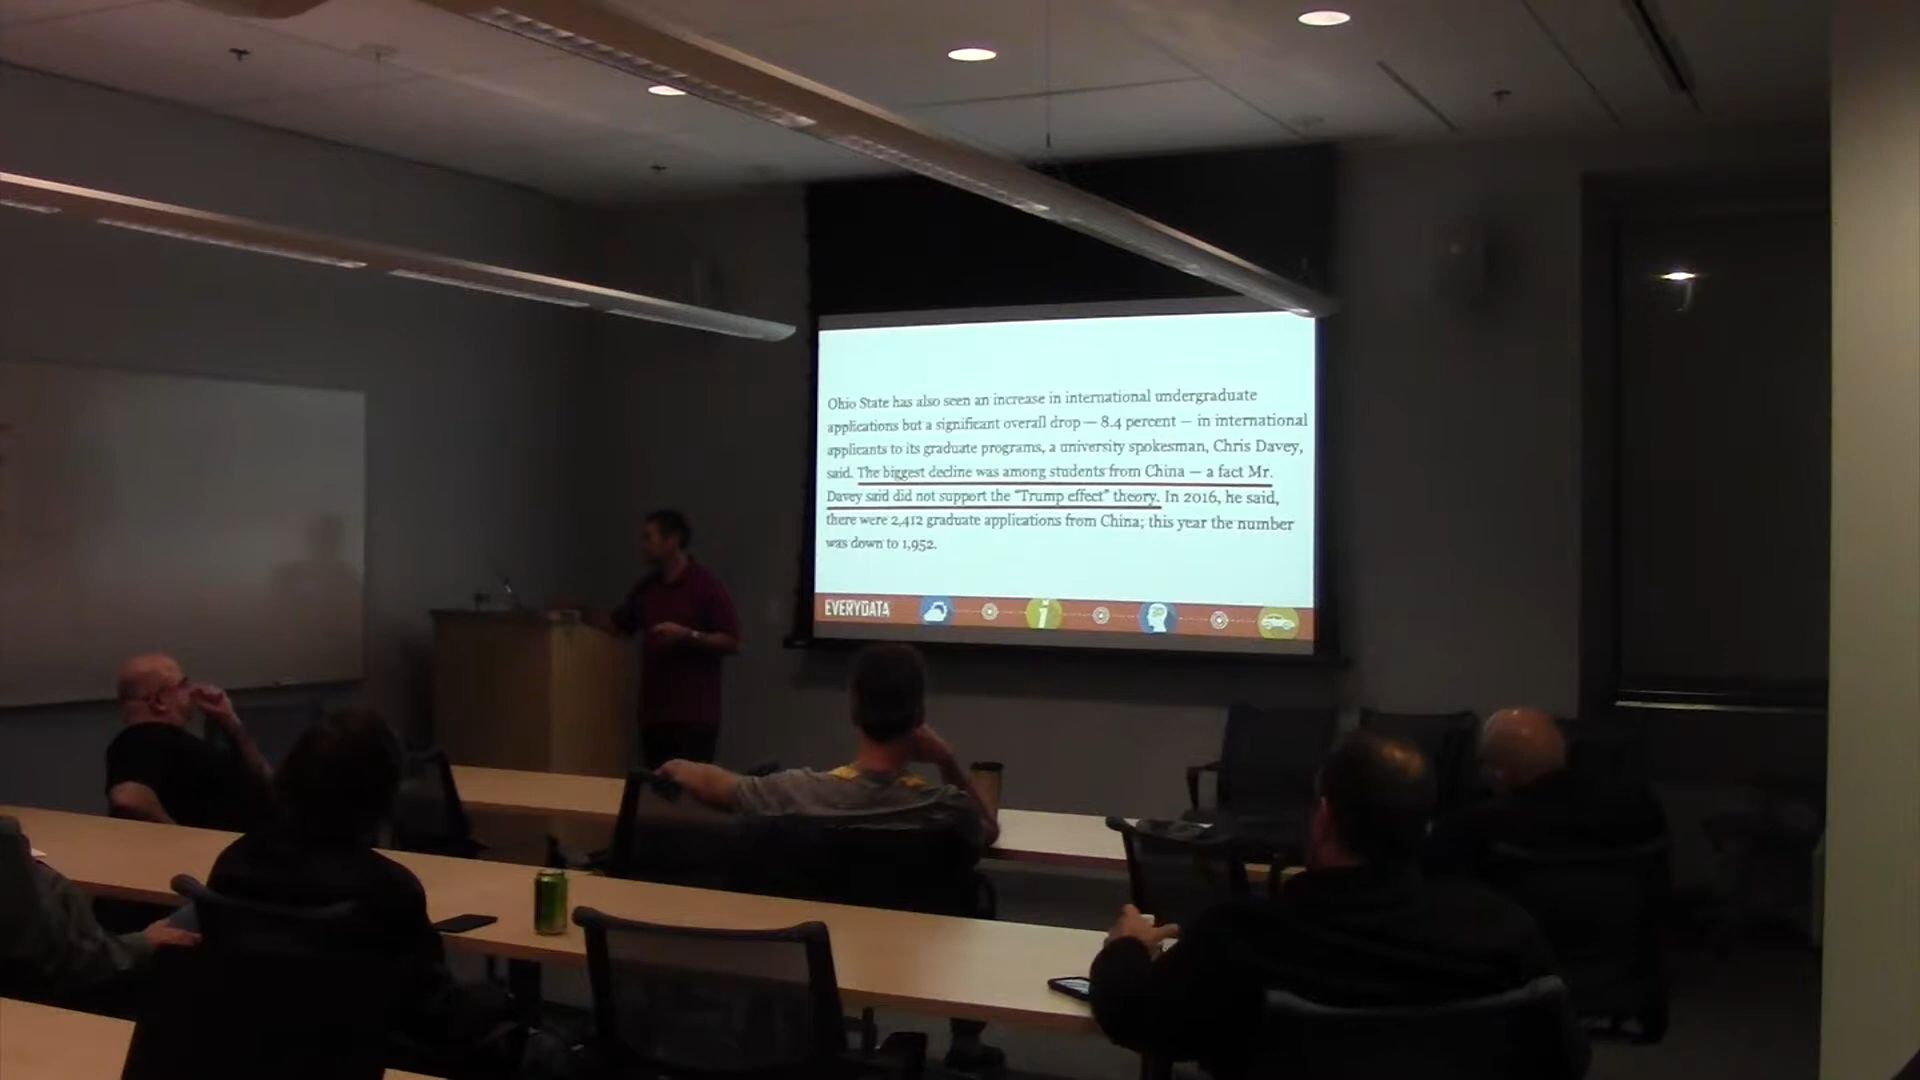 Ohio State has also seen an increase in international undergraduate
applications but a significant overall drop — 8.4 percent — in international
applicants to its graduate programs, a university spokesman, Chris Davey,
said. The biggest decline was among students from China — a fact Mr.
Davey said did not support the “Trump effect” theory. In 2016, he said,
there were 2,412 graduate applications from China; this year the number
was down to 1,952.
EVERYDATA